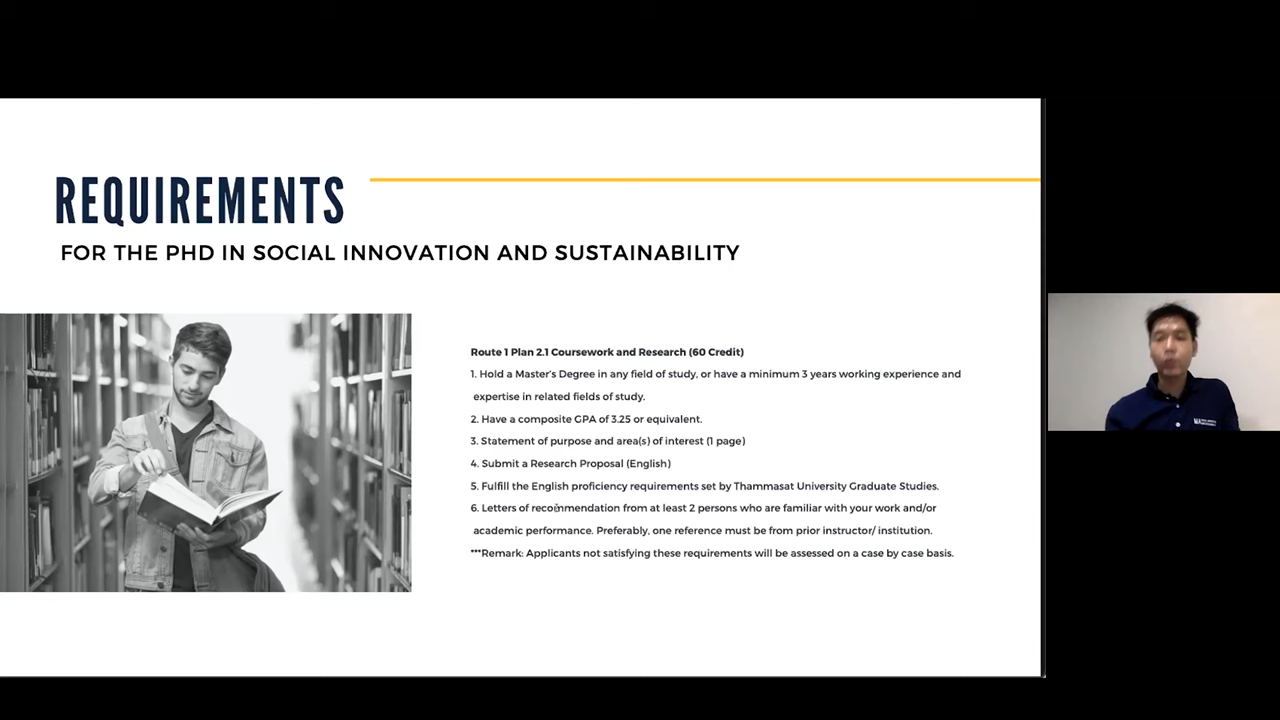 REQUIREMENTS
FOR THE PHD IN SOCIAL INNOVATION AND SUSTAINABILITY
Route 1 Plan 2.1 Coursework and Research (60 Credit)
1. Hold a Master's Degree in any field of study, or have a minimum 3 years working experience and
expertise in related fields of study.
2. Have a composite GPA of 3.25 or equivalent.
3. Statement of purpose and area(s) of interest (1 page)
4. Submit a Research Proposal (English)
5. Fulfill the English proficiency requirements set by Thammasat University Graduate Studies.
6. Letters of recommendation from at least 2 persons who are familiar with your work and/or
academic performance. Preferably, one reference must be from prior instructor/ institution.
***Remark: Applicants not satisfying these requirements will be assessed on a case by case basis.